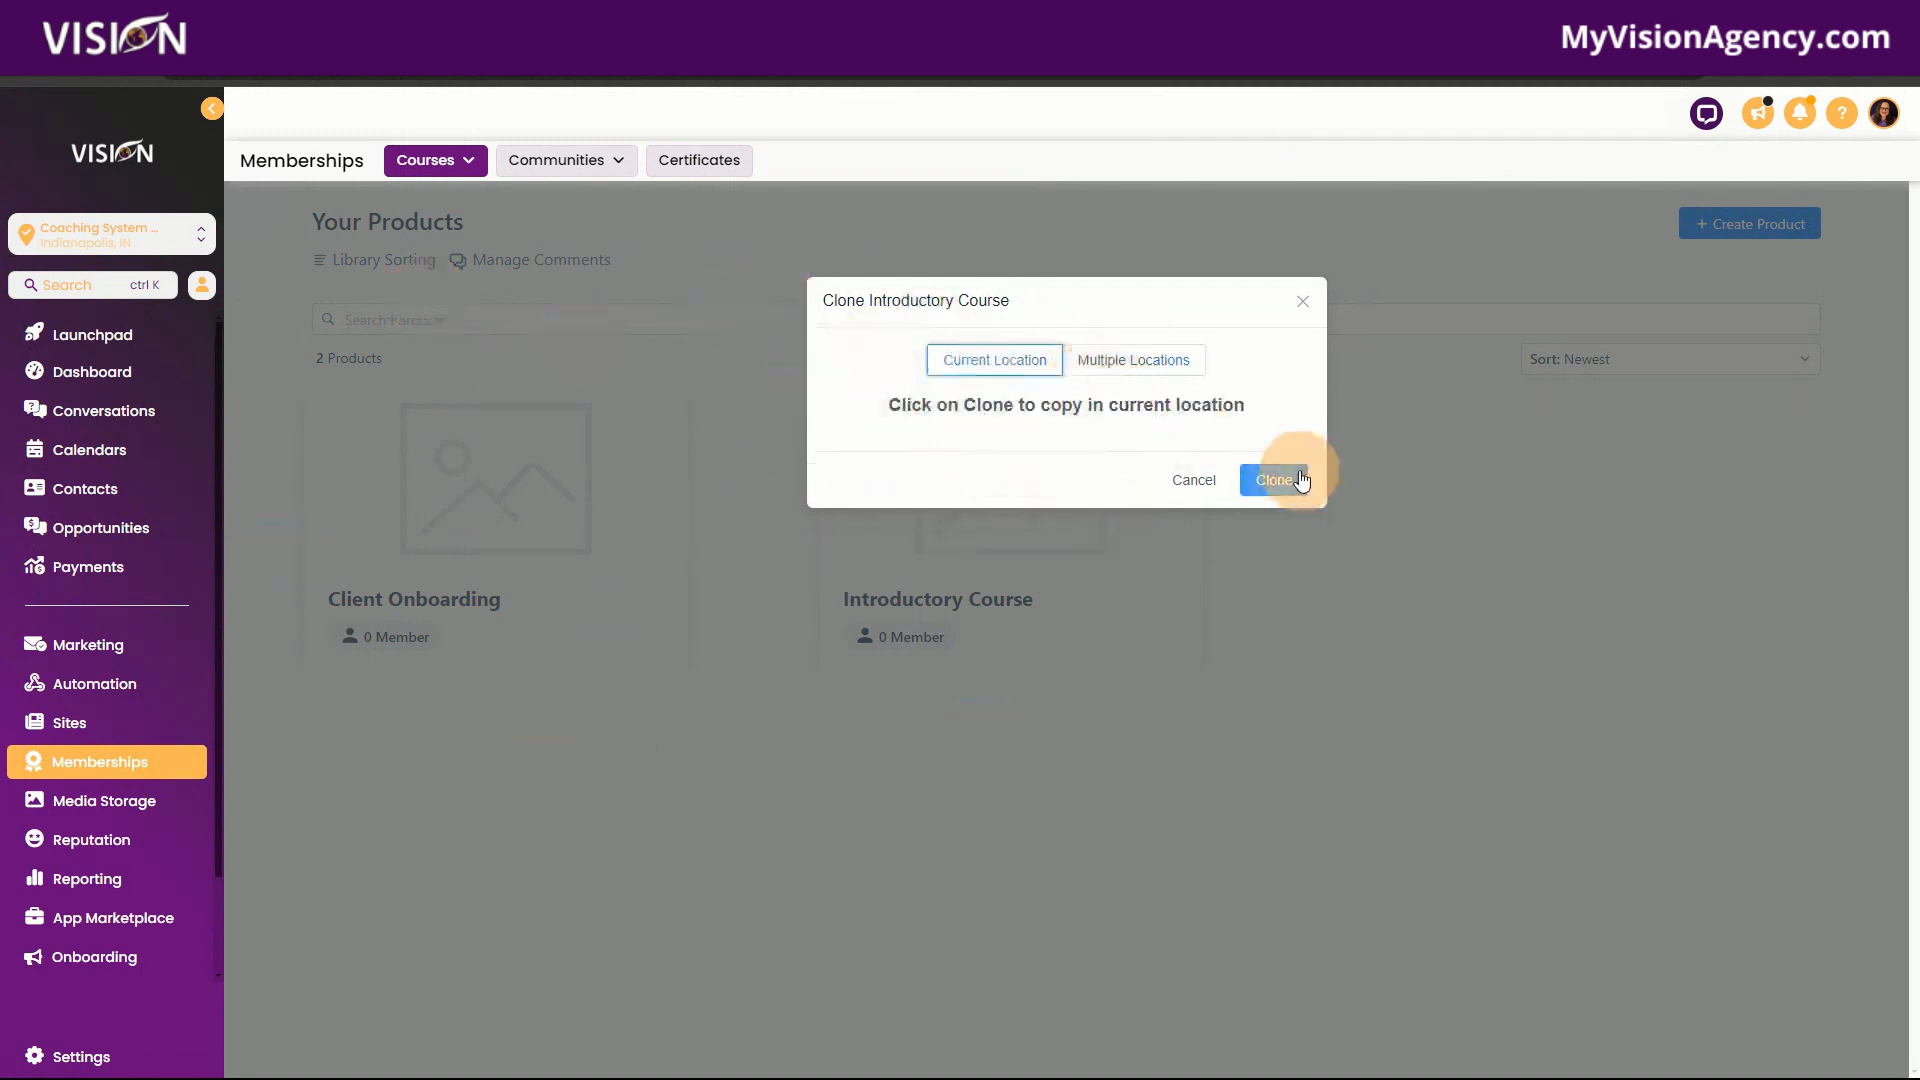 VISION
MyVisionAgency.com
VISION
Coaching System ...
Indianapolis, IN
Search
ctrl K
Launchpad
Dashboard
Conversations
Calendars
Contacts
Opportunities
Payments
Marketing
Automation
Sites
Memberships
Media Storage
Reputation
Reporting
App Marketplace
Onboarding
Settings
Memberships
Courses
Communities
Certificates
Your Products
+ Create Product
Library Sorting
Manage Comments
Search
2 Products
Sort: Newest
Clone Introductory Course
Current Location
Multiple Locations
Click on Clone to copy in current location
Cancel
Clone
Client Onboarding
0 Member
Introductory Course
0 Member